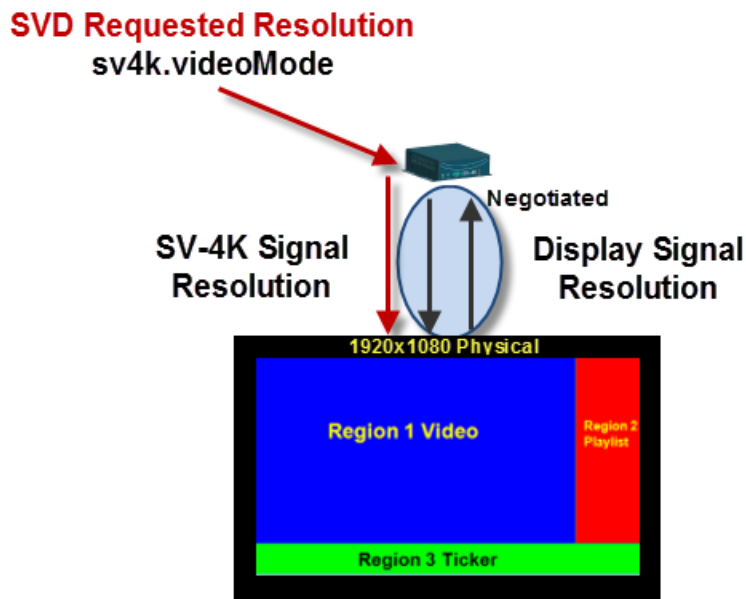 SVD Requested Resolution
sv4k.videoMode
Negotiated
SV-4K Signal
Resolution
Display Signal
Resolution
1920x1080 Physical
Region 1 Video
Region 2
Playlist
Region 3 Ticker